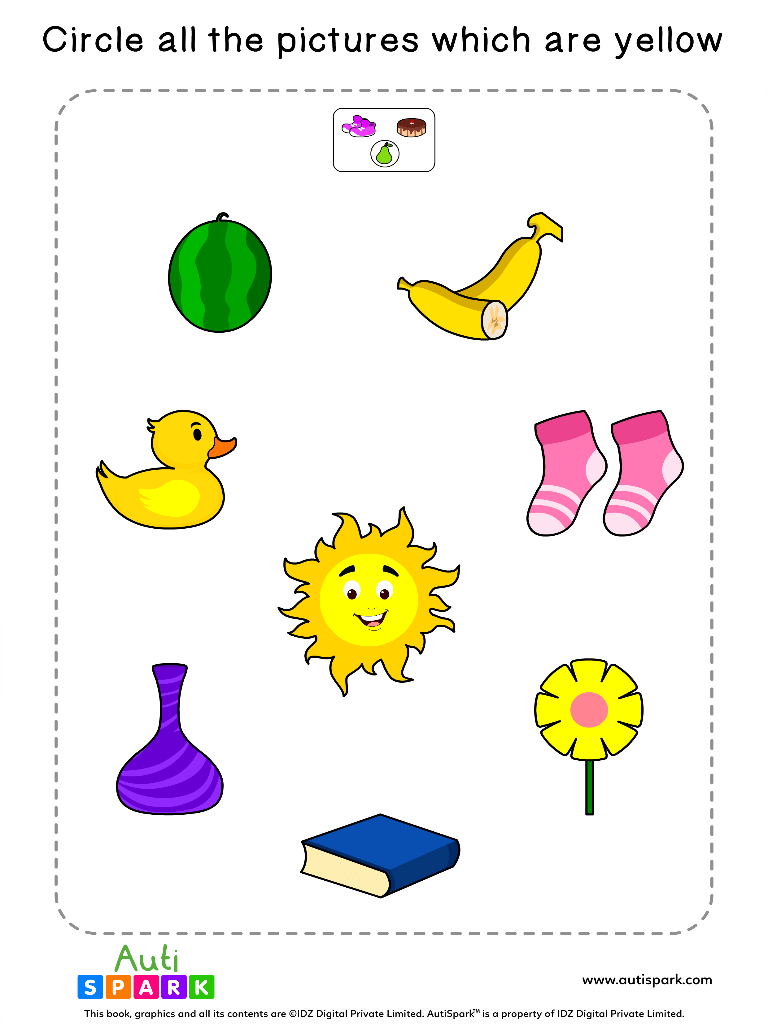 Circle all the pictures which are yellow
Auti
SPARK
www.autispark.com
This book, graphics and all its contents are ©IDZ Digital Private Limited. AutiSpark™ is a property of IDZ Digital Private Limited.